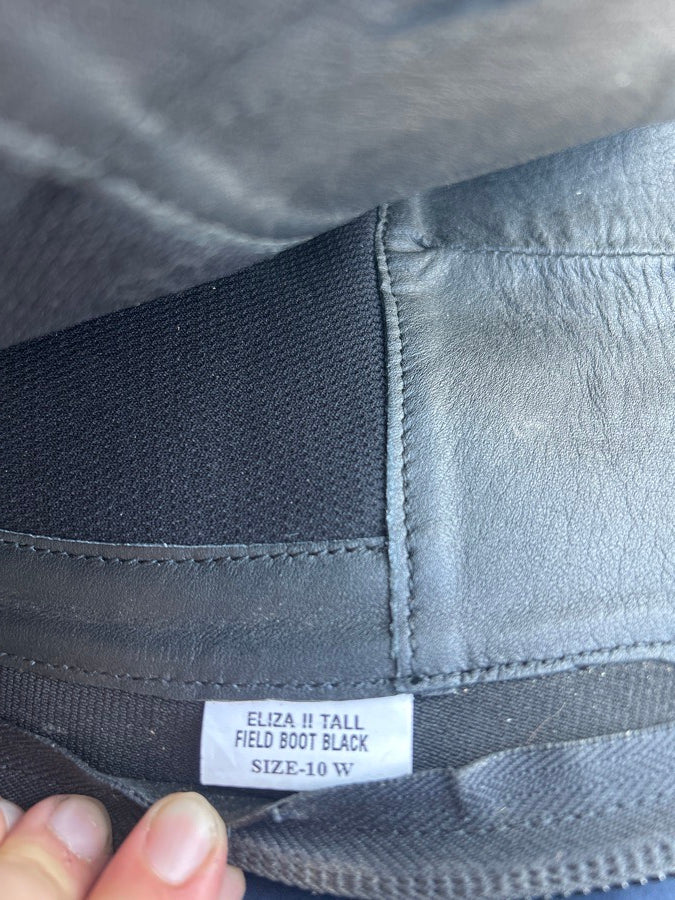 ELIZA !! TALL
FIELD BOOT BLACK
SIZE-10 W